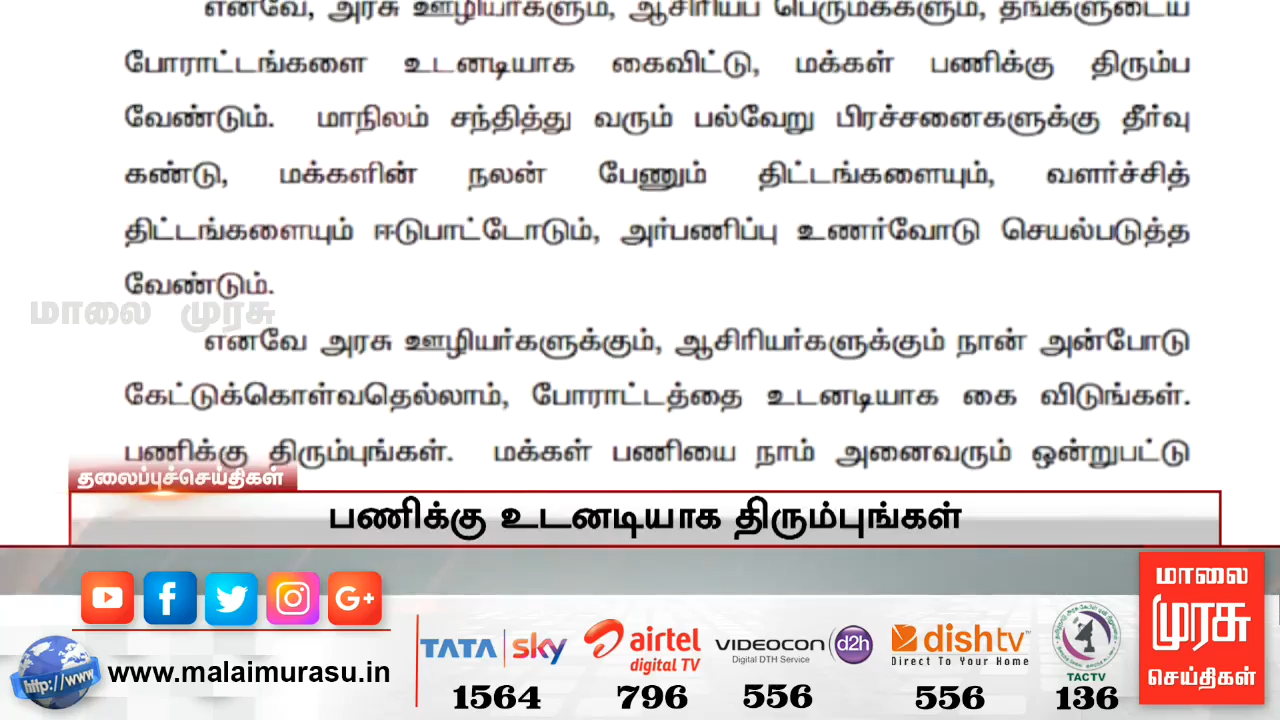 எனவே, அரசு ஊழியர்களும், ஆசிரியப் பெருமக்களும், தங்களுடைய
போராட்டங்களை உடனடியாக கைவிட்டு, மக்கள் பணிக்கு திரும்ப
வேண்டும். மாநிலம் சந்தித்து வரும் பல்வேறு பிரச்சனைகளுக்கு தீர்வு
கண்டு, மக்களின் நலன் பேணும் திட்டங்களையும், வளர்ச்சித்
திட்டங்களையும் ஈடுபாட்டோடும், அர்பணிப்பு உணர்வோடு செயல்படுத்த
வேண்டும்.
மாலை முரசு
எனவே அரசு ஊழியர்களுக்கும், ஆசிரியர்களுக்கும் நான் அன்போடு
கேட்டுக்கொள்வதெல்லாம், போராட்டத்தை உடனடியாக கை விடுங்கள்.
பணிக்கு திரும்புங்கள். மக்கள் பணியை நாம் அனைவரும் ஒன்றுபட்டு
தலைப்புச்செய்திகள்
பணிக்கு உடனடியாக திரும்புங்கள்
மாலை
முரசு
செய்திகள்
G+
http://www
www.malaimurasu.in
TATA sky
1564
airtel
digital TV
796
VIDEOCON d2h
Digital DTH Service
556
dishtv
Direct To Your Home
556
TACTV
136